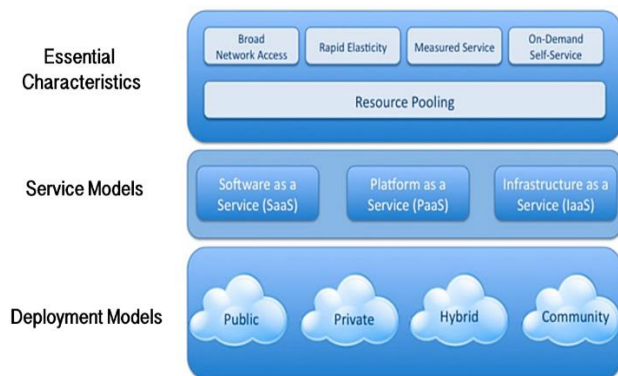 Essential
Characteristics
Broad
Network Access
Rapid Elasticity
Measured Service
On-Demand
Self-Service
Resource Pooling
Service Models
Software as a
Service (SaaS)
Platform as a
Service (PaaS)
Infrastructure as a
Service (IaaS)
Deployment Models
Public
Private
Hybrid
Community